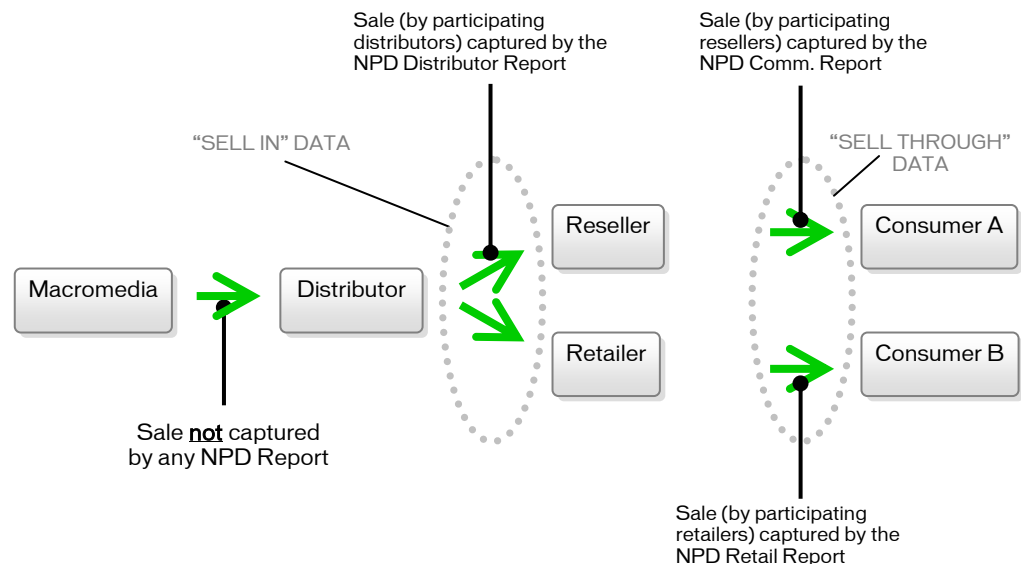 Sale (by participating
distributors) captured by the
NPD Distributor Report
Sale (by participating
resellers) captured by the
NPD Comm. Report
“SELL IN” DATA
“SELL THROUGH”
DATA
Reseller
Consumer A
Macromedia
Distributor
Retailer
Consumer B
Sale not captured
by any NPD Report
Sale (by participating
retailers) captured by the
NPD Retail Report